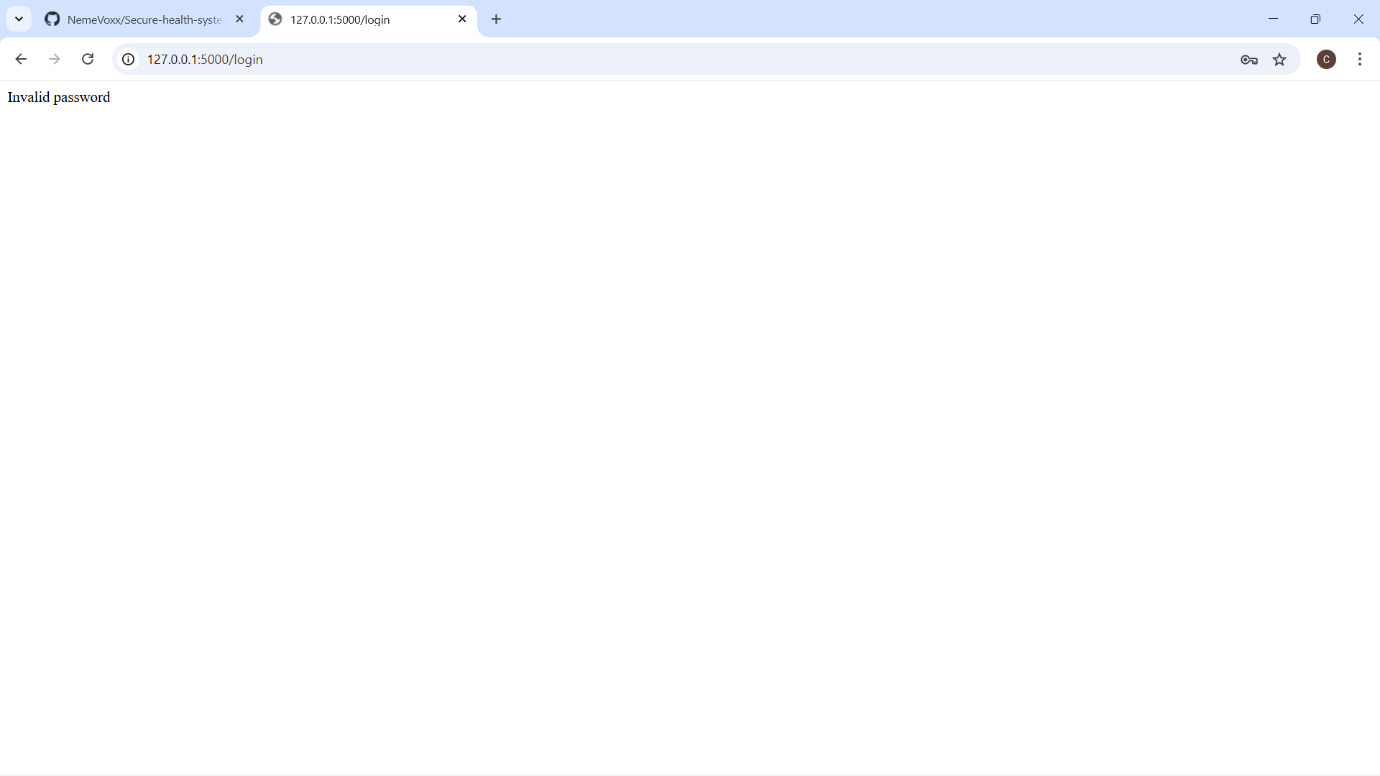 NemeVoxx/Secure-health-syste
127.0.0.1:5000/login
127.0.0.1:5000/login
C
Invalid password